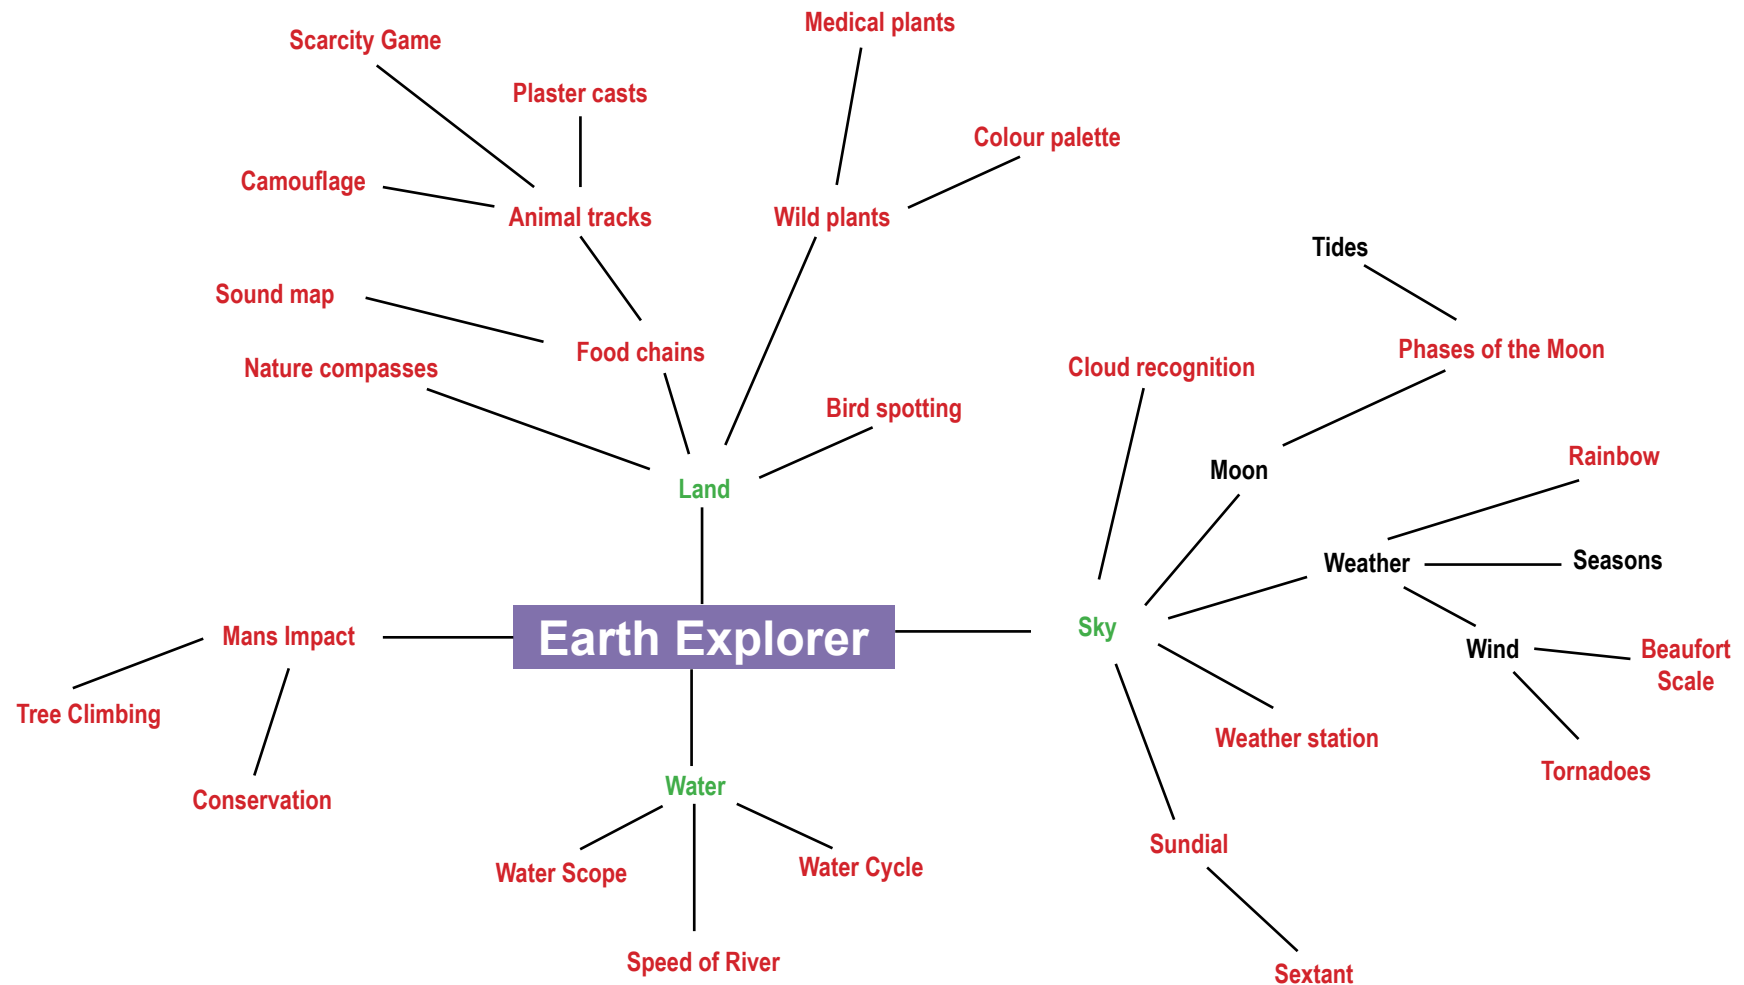 Medical plants
Scarcity Game
Plaster casts
Colour palette
Camouflage
Animal tracks
Wild plants
Tides
Sound map
Food chains
Phases of the Moon
Nature compasses
Cloud recognition
Bird spotting
Rainbow
Moon
Land
Weather
Seasons
Mans Impact
Earth Explorer
Sky
Wind
Beaufort
Scale
Tree Climbing
Weather station
Tornadoes
Conservation
Water
Sundial
Water Scope
Water Cycle
Speed of River
Sextant